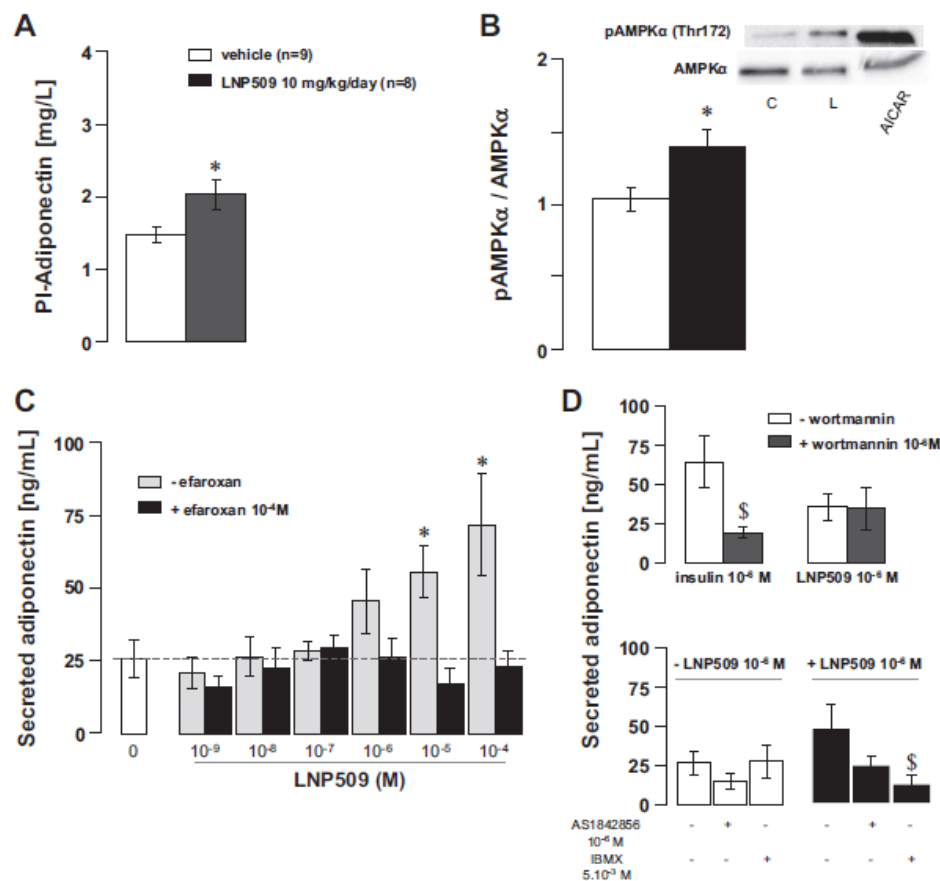 A
PI-Adiponectin [mg/L]
4
3
2
1
0
vehicle (n=9)
LNP509 10 mg/kg/day (n=8)
*
B
pAMPKα / AMPKα
2
1
0
*
pAMPKα (Thr172)
AMPKα
C L AICAR
C
Secreted adiponectin [ng/mL]
100
75
50
25
0
- efaroxan
+ efaroxan 10⁻⁴M
* *
0 10⁻⁹ 10⁻⁸ 10⁻⁷ 10⁻⁶ 10⁻⁵ 10⁻⁴
LNP509 (M)
D
Secreted adiponectin [ng/mL]
100
75
50
25
0
- wortmannin
+ wortmannin 10⁻⁶M
$
insulin 10⁻⁶ M LNP509 10⁻⁶ M
100
75
50
25
0
- LNP509 10⁻⁶ M + LNP509 10⁻⁶ M
$
AS1842856 - + - - + -
10⁻⁶ M
IBMX - - + - - +
5.10⁻³ M